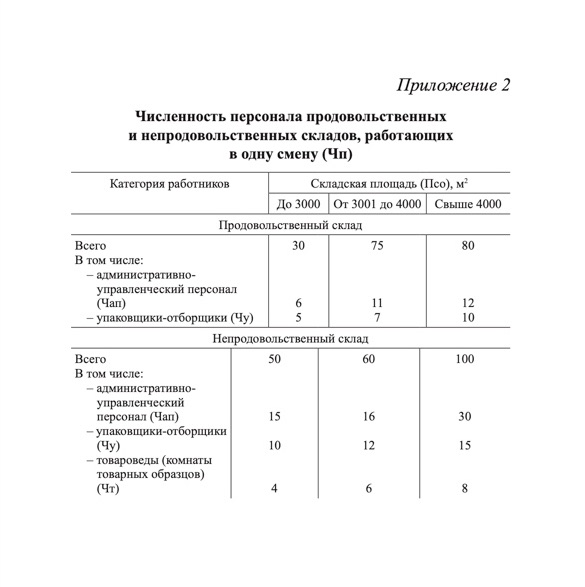 Приложение 2
Численность персонала продовольственных
и непродовольственных складов, работающих
в одну смену (Чп)
Категория работников Складская площадь (Псо), м²
До 3000 От 3001 до 4000 Свыше 4000
Продовольственный склад
Всего 30 75 80
В том числе:
– административно-
управленческий персонал
(Чап) 6 11 12
– упаковщики-отборщики (Чу) 5 7 10
Непродовольственный склад
Всего 50 60 100
В том числе:
– административно-
управленческий
персонал (Чап) 15 16 30
– упаковщики-отборщики
(Чу) 10 12 15
– товароведы (комнаты
товарных образцов)
(Чт) 4 6 8